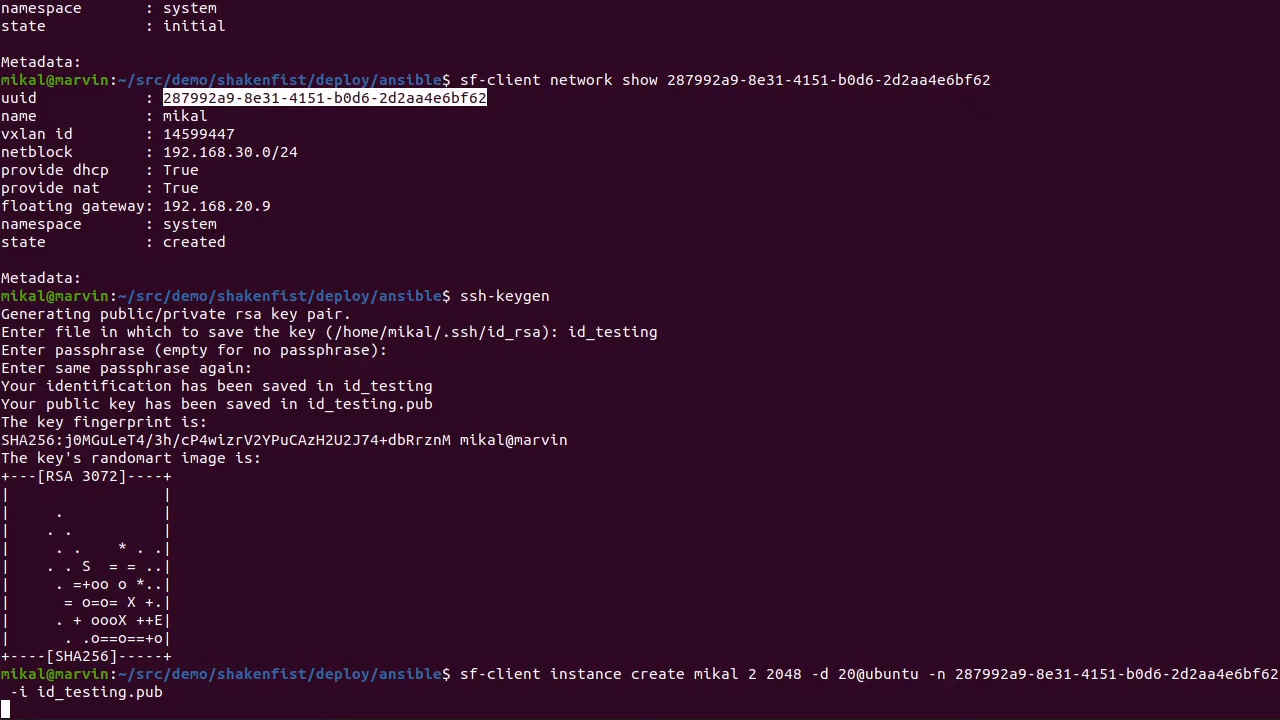 namespace         : system
state             : initial
Metadata:
mikal@marvin:~/src/demo/shakenfist/deploy/ansible$ sf-client network show 287992a9-8e31-4151-b0d6-2d2aa4e6bf62
uuid              : 287992a9-8e31-4151-b0d6-2d2aa4e6bf62
name              : mikal
vxlan id          : 14599447
netblock          : 192.168.30.0/24
provide dhcp      : True
provide nat       : True
floating gateway: 192.168.20.9
namespace         : system
state             : created
Metadata:
mikal@marvin:~/src/demo/shakenfist/deploy/ansible$ ssh-keygen
Generating public/private rsa key pair.
Enter file in which to save the key (/home/mikal/.ssh/id_rsa): id_testing
Enter passphrase (empty for no passphrase):
Enter same passphrase again:
Your identification has been saved in id_testing
Your public key has been saved in id_testing.pub
The key fingerprint is:
SHA256:j0MGuLeT4/3h/cP4wizrV2YPuCAzH2U2J74+dbRrznM mikal@marvin
The key's randomart image is:
+---[RSA 3072]----+
|                 |
|     .           |
|    . .          |
|     . .    * . .|
|    . . S  = = ..|
|     . =+oo o *..|
|      = o=o= X +.|
|     . + oooX ++E|
|      . .o==o==+o|
+----[SHA256]-----+
mikal@marvin:~/src/demo/shakenfist/deploy/ansible$ sf-client instance create mikal 2 2048 -d 20@ubuntu -n 287992a9-8e31-4151-b0d6-2d2aa4e6bf62
 -i id_testing.pub